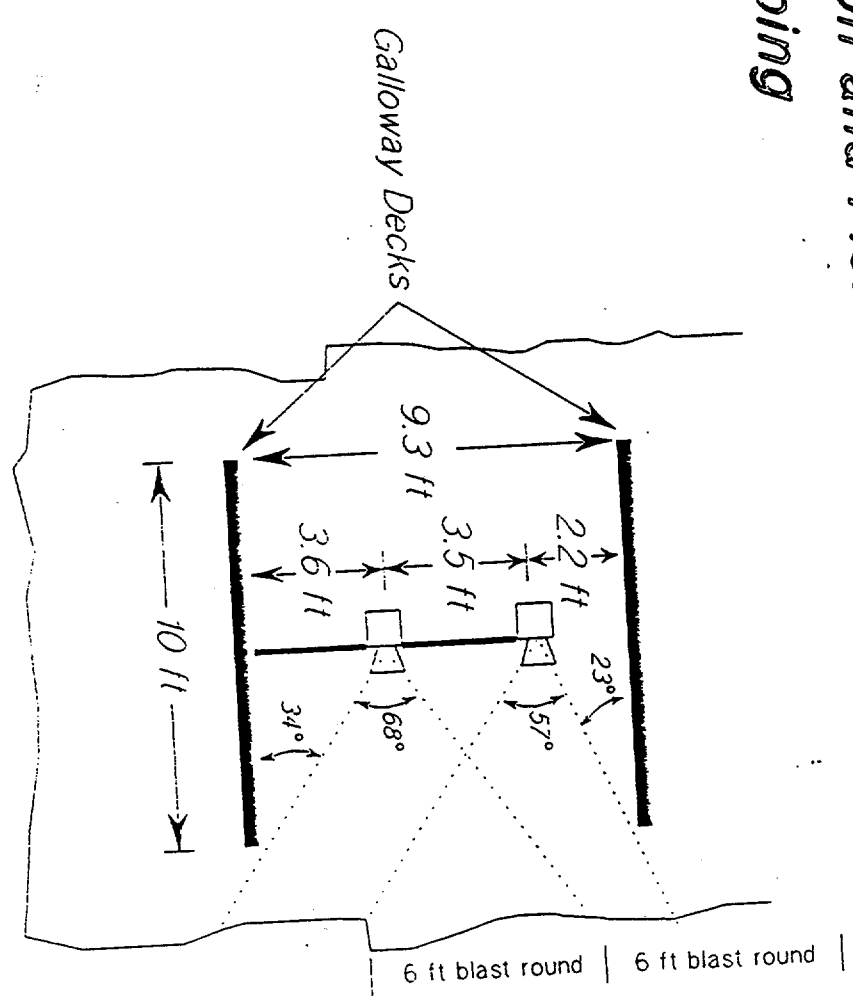 Galloway Decks
9.3 ft
2.2 ft
3.5 ft
3.6 ft
10 ft
23°
57°
68°
34°
6 ft blast round
6 ft blast round